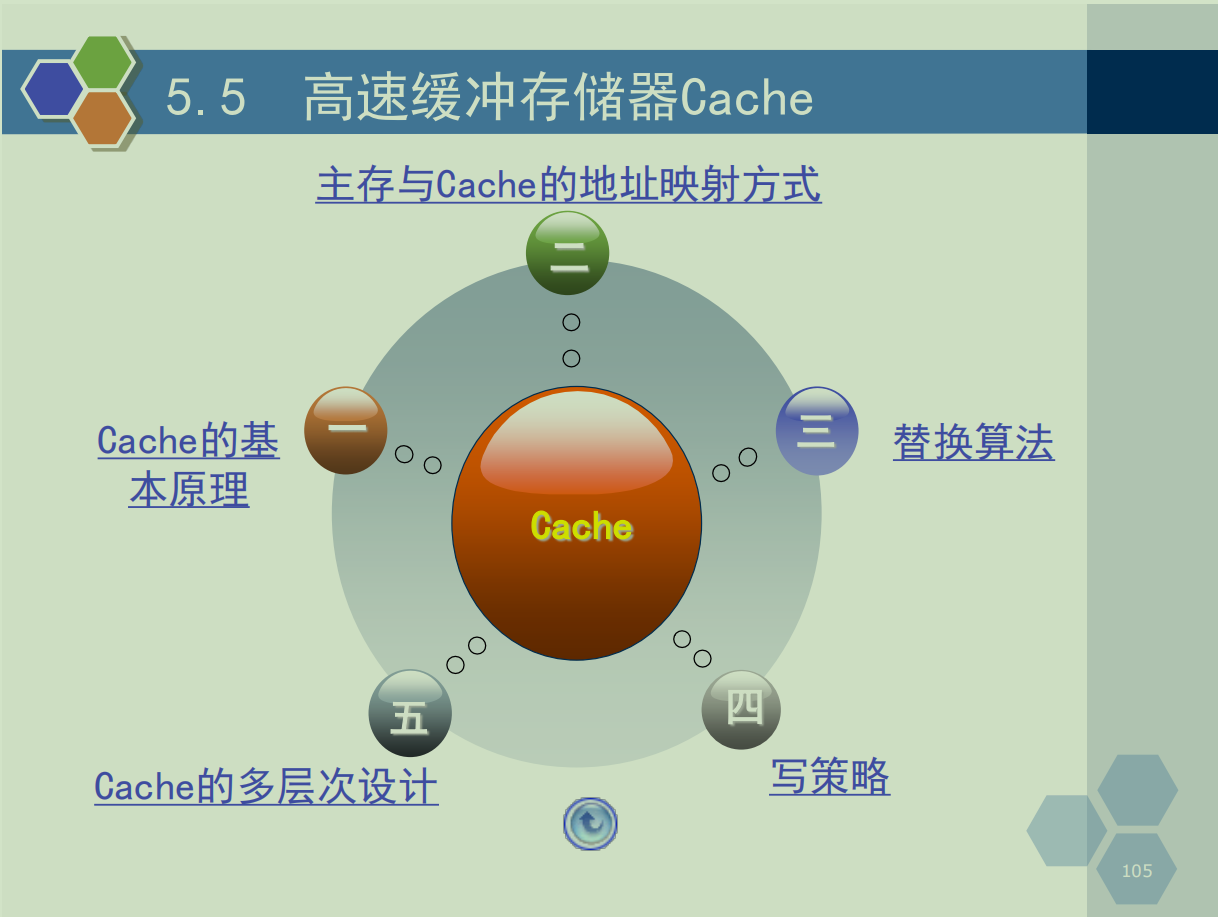 5.5 高速缓冲存储器Cache
主存与Cache的地址映射方式
二
一
Cache的基
本原理
三
替换算法
Cache
五
Cache的多层次设计
四
写策略
105